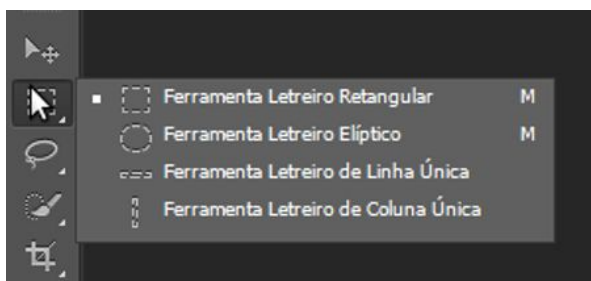 Ferramenta Letreiro Retangular M
Ferramenta Letreiro Elíptico M
Ferramenta Letreiro de Linha Única
Ferramenta Letreiro de Coluna Única